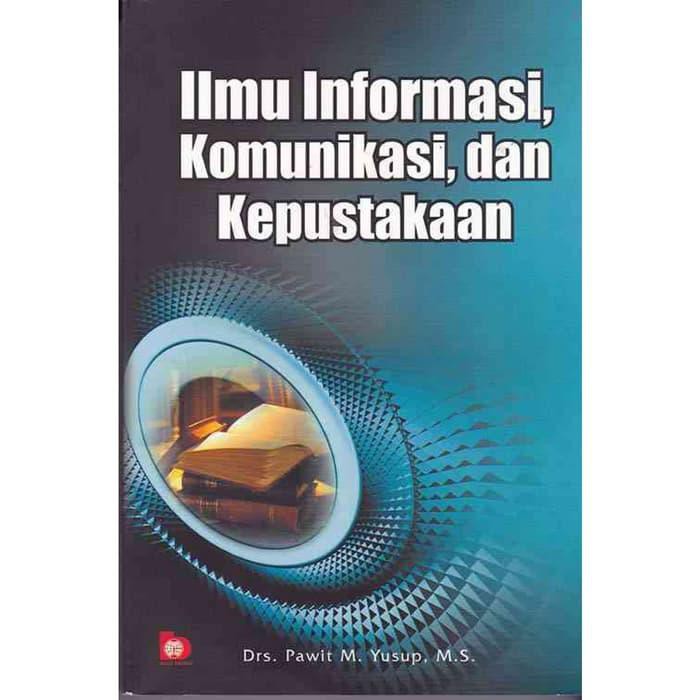 Ilmu Informasi,
Komunikasi, dan
Kepustakaan
Drs. Pawit M. Yusup, M.S.